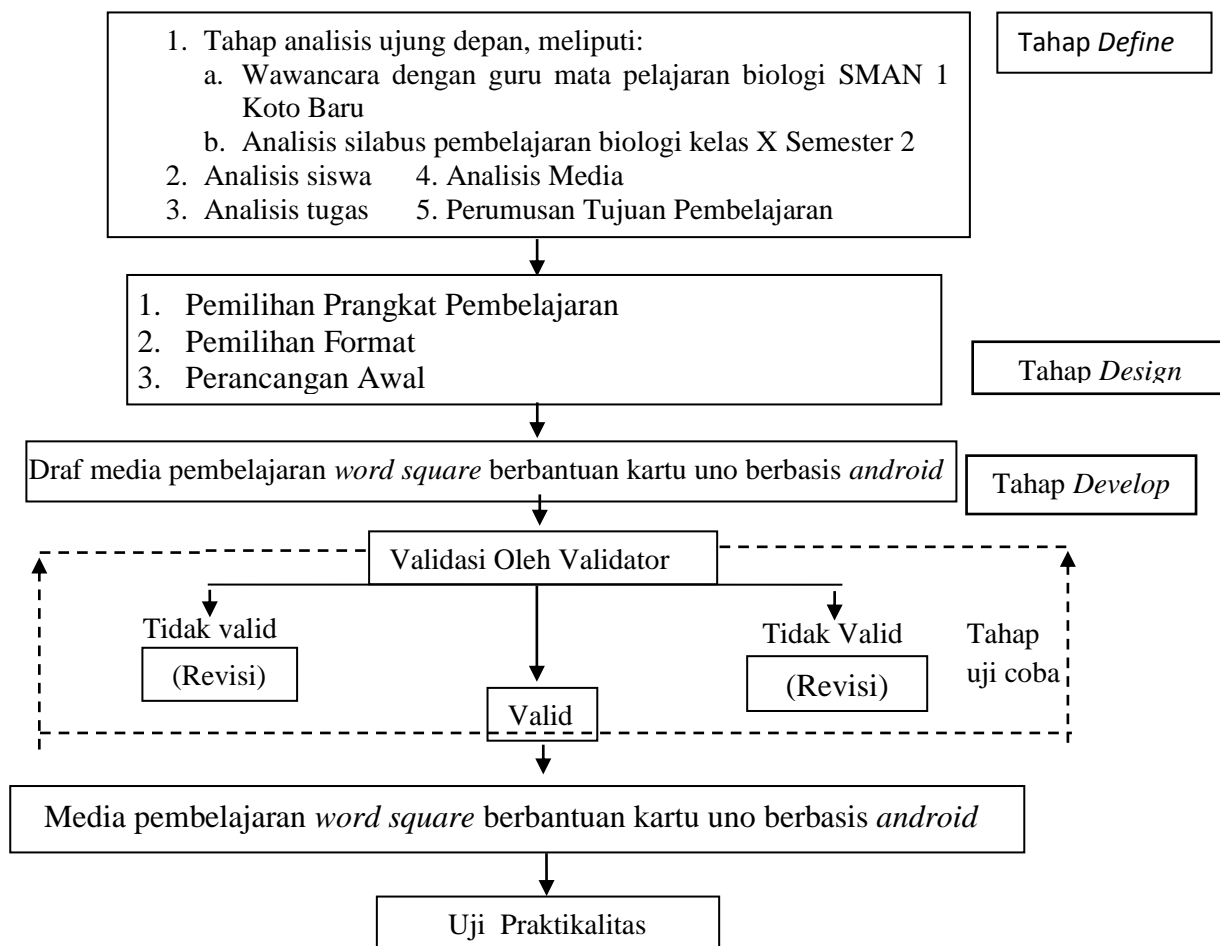 1. Tahap analisis ujung depan, meliputi:
Tahap Define
a. Wawancara dengan guru mata pelajaran biologi SMAN 1
Koto Baru
b. Analisis silabus pembelajaran biologi kelas X Semester 2
2. Analisis siswa 4. Analisis Media
3. Analisis tugas 5. Perumusan Tujuan Pembelajaran
1. Pemilihan Prangkat Pembelajaran
2. Pemilihan Format
3. Perancangan Awal
Tahap Design
Draf media pembelajaran word square berbantuan kartu uno berbasis android
Tahap Develop
Validasi Oleh Validator
Tidak valid
(Revisi)
Tidak Valid
(Revisi)
Tahap
uji coba
Valid
Media pembelajaran word square berbantuan kartu uno berbasis android
Uji Praktikalitas